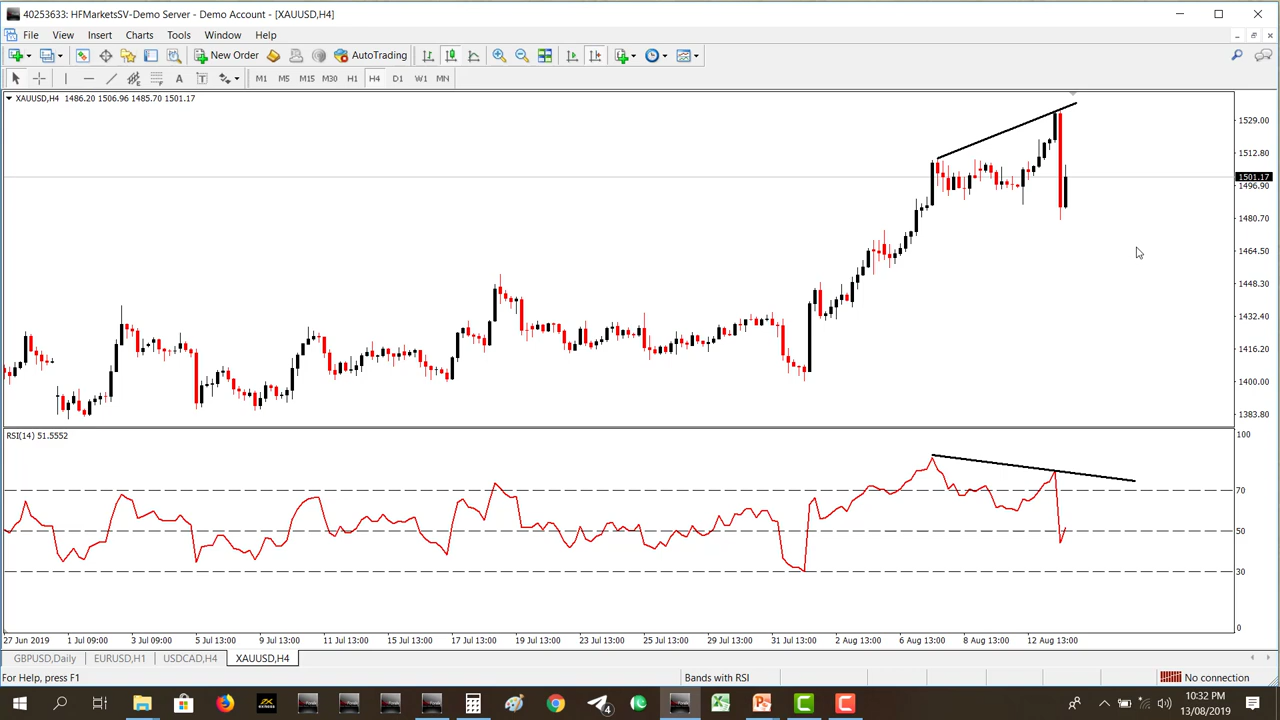 40253633: HFMarketsSV-Demo Server - Demo Account - [XAUUSD,H4]
File View Insert Charts Tools Window Help
New Order AutoTrading
A T M1 M5 M15 M30 H1 H4 D1 W1 MN
XAUUSD,H4 1486.20 1506.96 1485.70 1501.17
1529.00
1512.80
1501.17
1496.90
1480.70
1464.50
1448.30
1432.40
1416.20
1400.00
1383.80
RSI(14) 51.5552
100
70
50
30
0
27 Jun 2019 1 Jul 09:00 3 Jul 09:00 5 Jul 13:00 9 Jul 13:00 11 Jul 13:00 15 Jul 13:00 17 Jul 13:00 19 Jul 13:00 23 Jul 13:00 25 Jul 13:00 29 Jul 13:00 31 Jul 13:00 2 Aug 13:00 6 Aug 13:00 8 Aug 13:00 12 Aug 13:00
GBPUSD,Daily EURUSD,H1 USDCAD,H4 XAUUSD,H4
For Help, press F1 Bands with RSI No connection
10:32 PM
13/08/2019